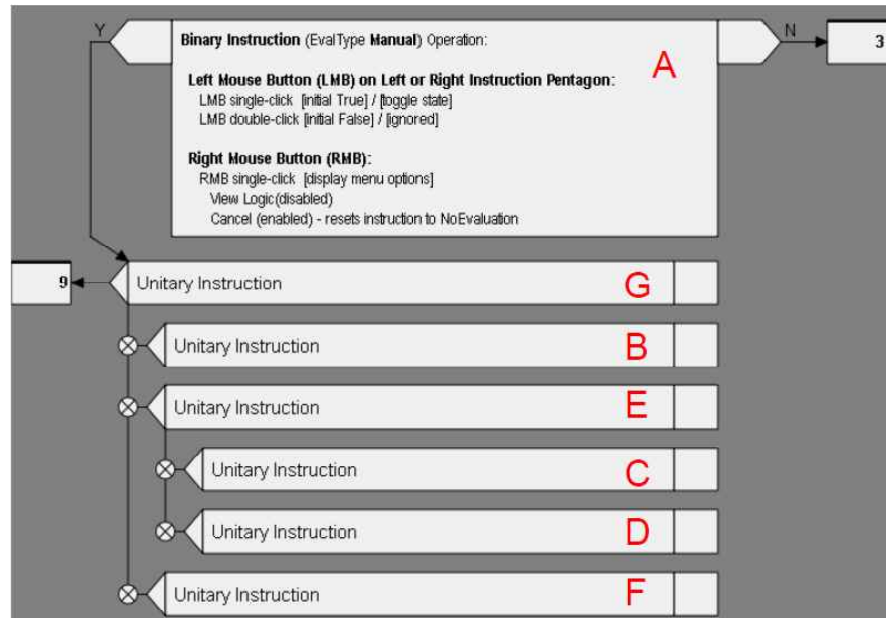 Y
N
Binary Instruction (EvalType Manual) Operation:
3
A
Left Mouse Button (LMB) on Left or Right Instruction Pentagon:
LMB single-click [initial True] / [toggle state]
LMB double-click [initial False] / [ignored]
Right Mouse Button (RMB):
RMB single-click [display menu options]
View Logic(disabled)
Cancel (enabled) - resets instruction to NoEvaluation
9
Unitary Instruction G
Unitary Instruction B
Unitary Instruction E
Unitary Instruction C
Unitary Instruction D
Unitary Instruction F